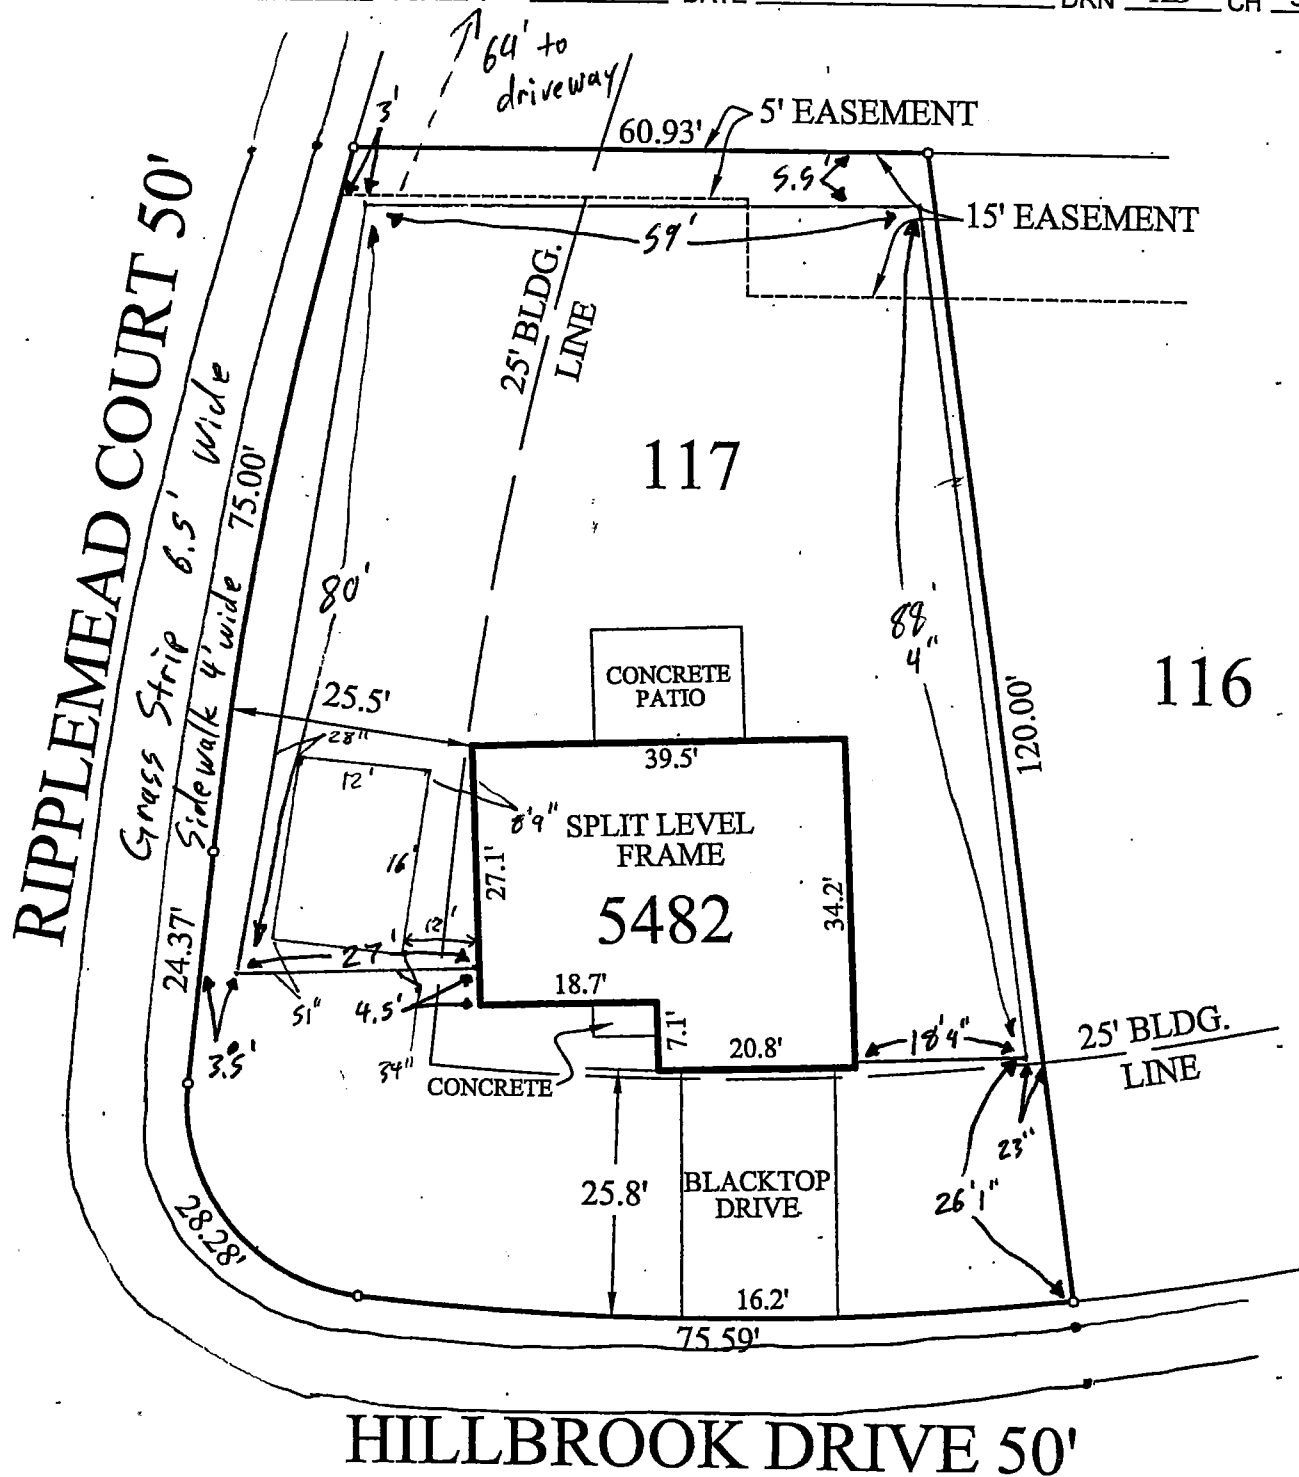 DATE
DRN
CH
64' to
driveway
3'
60.93'
5' EASEMENT
5.5'
15' EASEMENT
59'
25' BLDG.
LINE
RIPPLEMEAD COURT 50'
Grass Strip 6.5' Wide
Sidewalk 4' wide
75.00'
117
80'
88'
4"
116
120.00'
CONCRETE
PATIO
25.5'
28"
12'
39.5'
8'9"
SPLIT LEVEL
FRAME
16'
27.1'
5482
34.2'
12'
27'
24.37'
51"
4.5'
18.7'
7.1'
20.8'
18'4"
25' BLDG.
LINE
3.5'
34"
CONCRETE
23"
25.8'
BLACKTOP
DRIVE
26'1"
28.28'
16.2'
75.59'
HILLBROOK DRIVE 50'